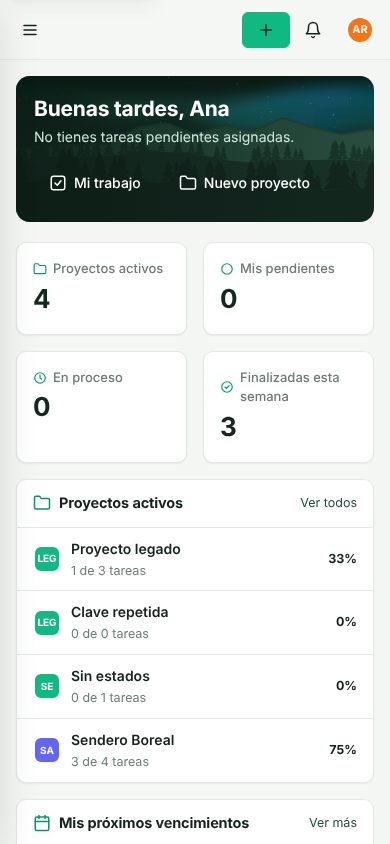 AR
Buenas tardes, Ana
No tienes tareas pendientes asignadas.
Mi trabajo
Nuevo proyecto
Proyectos activos
4
Mis pendientes
0
En proceso
0
Finalizadas esta
semana
3
Proyectos activos
Ver todos
LEG
Proyecto legado
1 de 3 tareas
33%
LEG
Clave repetida
0 de 0 tareas
0%
SE
Sin estados
0 de 1 tareas
0%
SA
Sendero Boreal
3 de 4 tareas
75%
Mis próximos vencimientos
Ver más